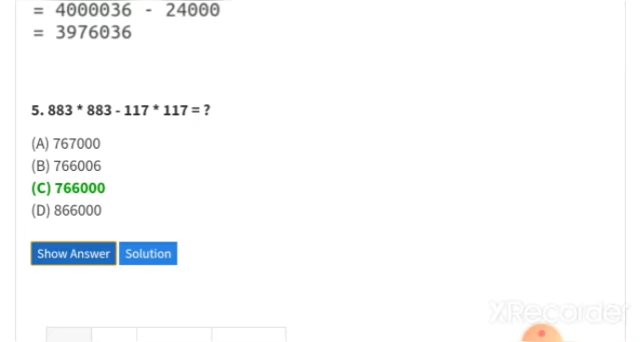 = 4000036 - 24000
= 3976036
5. 883 * 883 - 117 * 117 = ?
(A) 767000
(B) 766006
(C) 766000
(D) 866000
Show Answer Solution
XRecorder